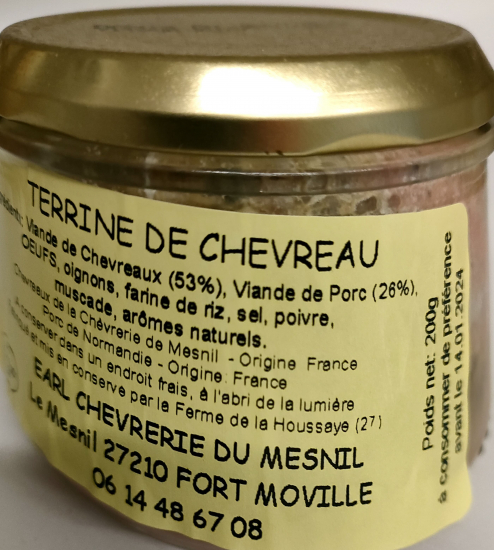 TERRINE DE CHEVREAU
Viande de Chevreaux (53%), Viande de Porc (26%),
OEUFS, oignons, farine de riz, sel, poivre,
muscade, arômes naturels.
Chevreaux de la Chévrerie de Mesnil - Origine France
Porc de Normandie - Origine: France
A conserver dans un endroit frais, à l'abri de la lumière
et mis en conserve par la Ferme de la Houssaye (27)
EARL CHEVRERIE DU MESNIL
Le Mesnil 27210 FORT MOVILLE
06 14 48 67 08
Poids net: 200g
à consommer de préférence
avant le 14.01.2024